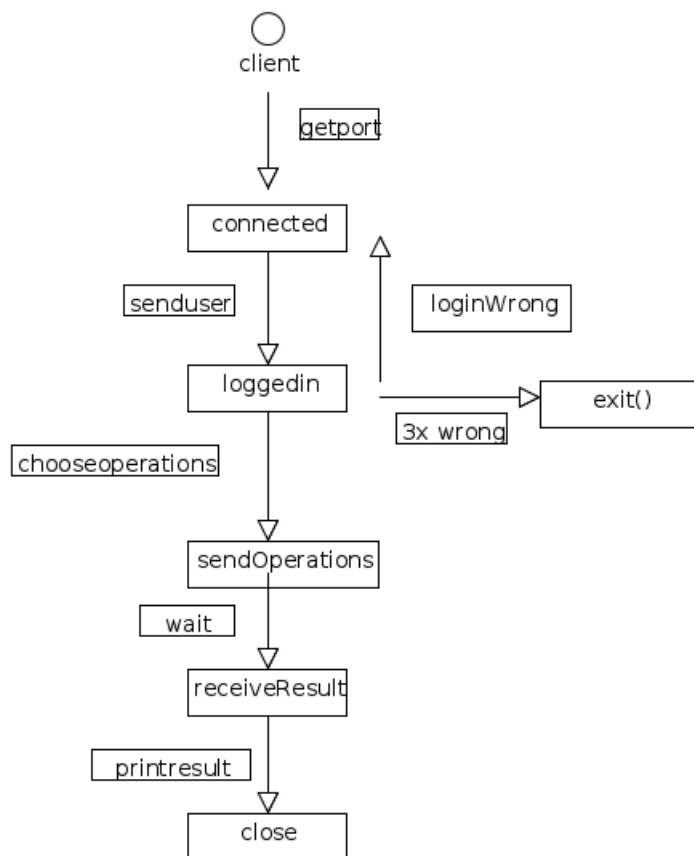 client
getport
connected
senduser
loginWrong
loggedin
exit()
3x wrong
chooseoperations
sendOperations
wait
receiveResult
printresult
close